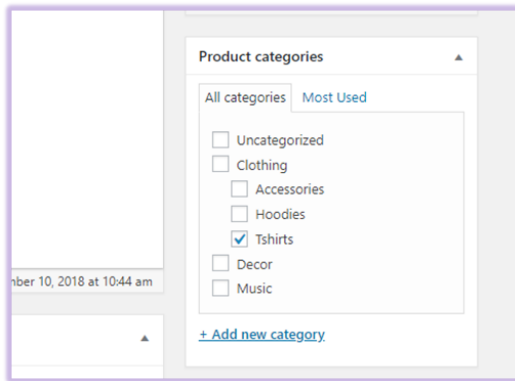 Product categories
All categories Most Used
Uncategorized
Clothing
Accessories
Hoodies
Tshirts
Decor
Music
10, 2018 at 10:44 am
+ Add new category